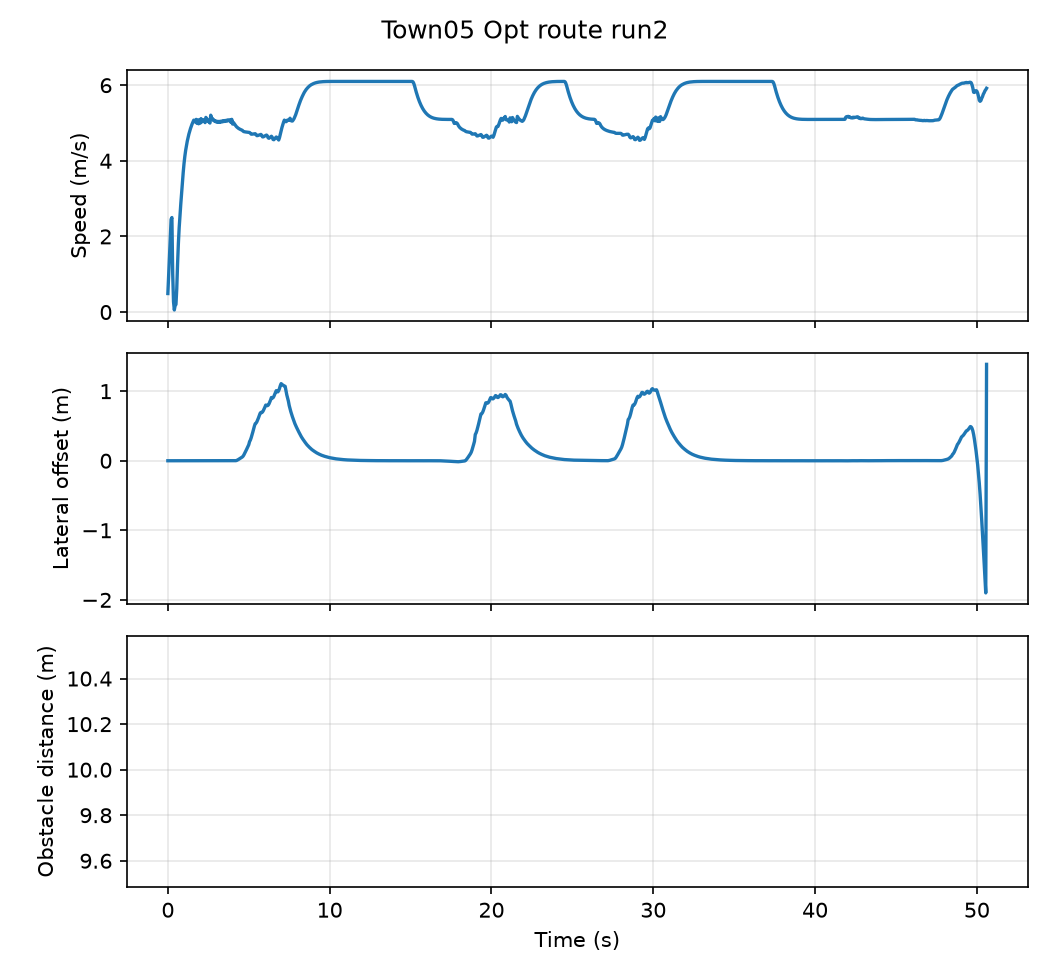 Town05 Opt route run2
Speed (m/s)
6
4
2
0
Lateral offset (m)
1
0
−1
−2
Obstacle distance (m)
10.4
10.2
10.0
9.8
9.6
0 10 20 30 40 50
Time (s)